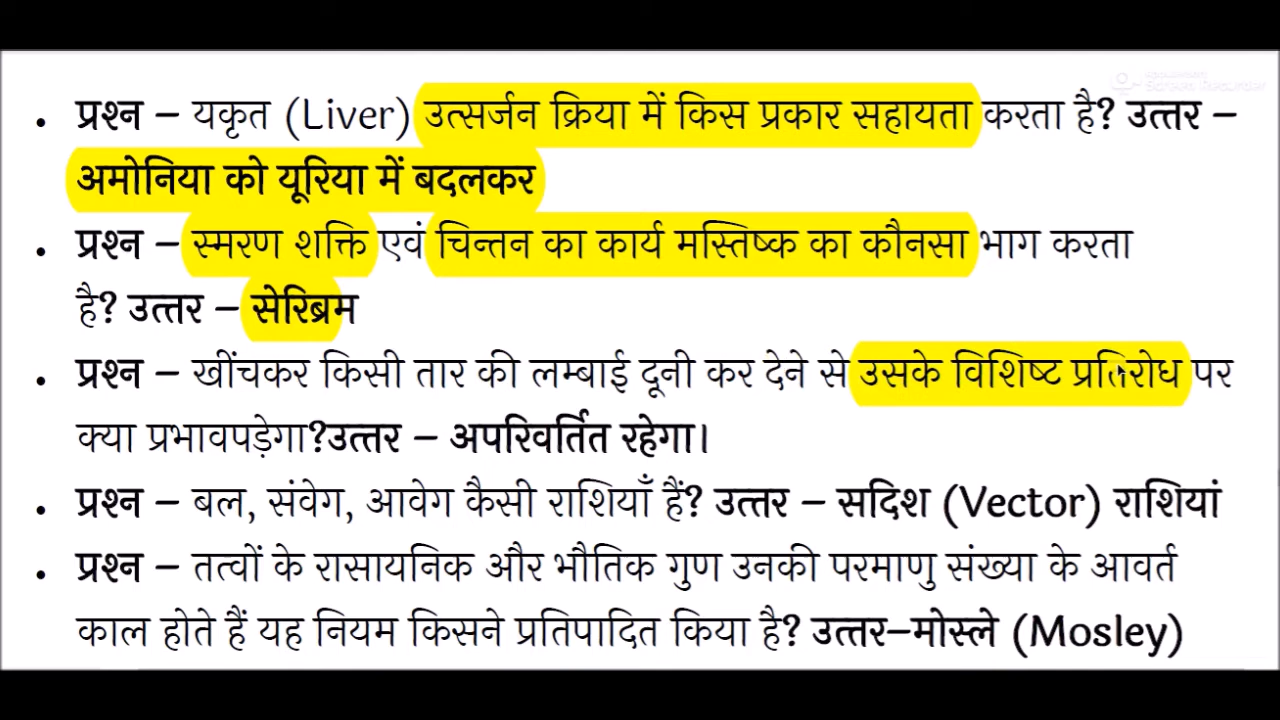 APOWERSOFT
Screen Recorder
• प्रश्न – यकृत (Liver) उत्सर्जन क्रिया में किस प्रकार सहायता करता है? उत्तर –
अमोनिया को यूरिया में बदलकर
• प्रश्न – स्मरण शक्ति एवं चिन्तन का कार्य मस्तिष्क का कौनसा भाग करता
है? उत्तर – सेरिब्रम
• प्रश्न – खींचकर किसी तार की लम्बाई दूनी कर देने से उसके विशिष्ट प्रतिरोध पर
क्या प्रभावपड़ेगा?उत्तर – अपरिवर्तित रहेगा।
• प्रश्न – बल, संवेग, आवेग कैसी राशियाँ हैं? उत्तर – सदिश (Vector) राशियां
• प्रश्न – तत्वों के रासायनिक और भौतिक गुण उनकी परमाणु संख्या के आवर्त
काल होते हैं यह नियम किसने प्रतिपादित किया है? उत्तर–मोस्ले (Mosley)